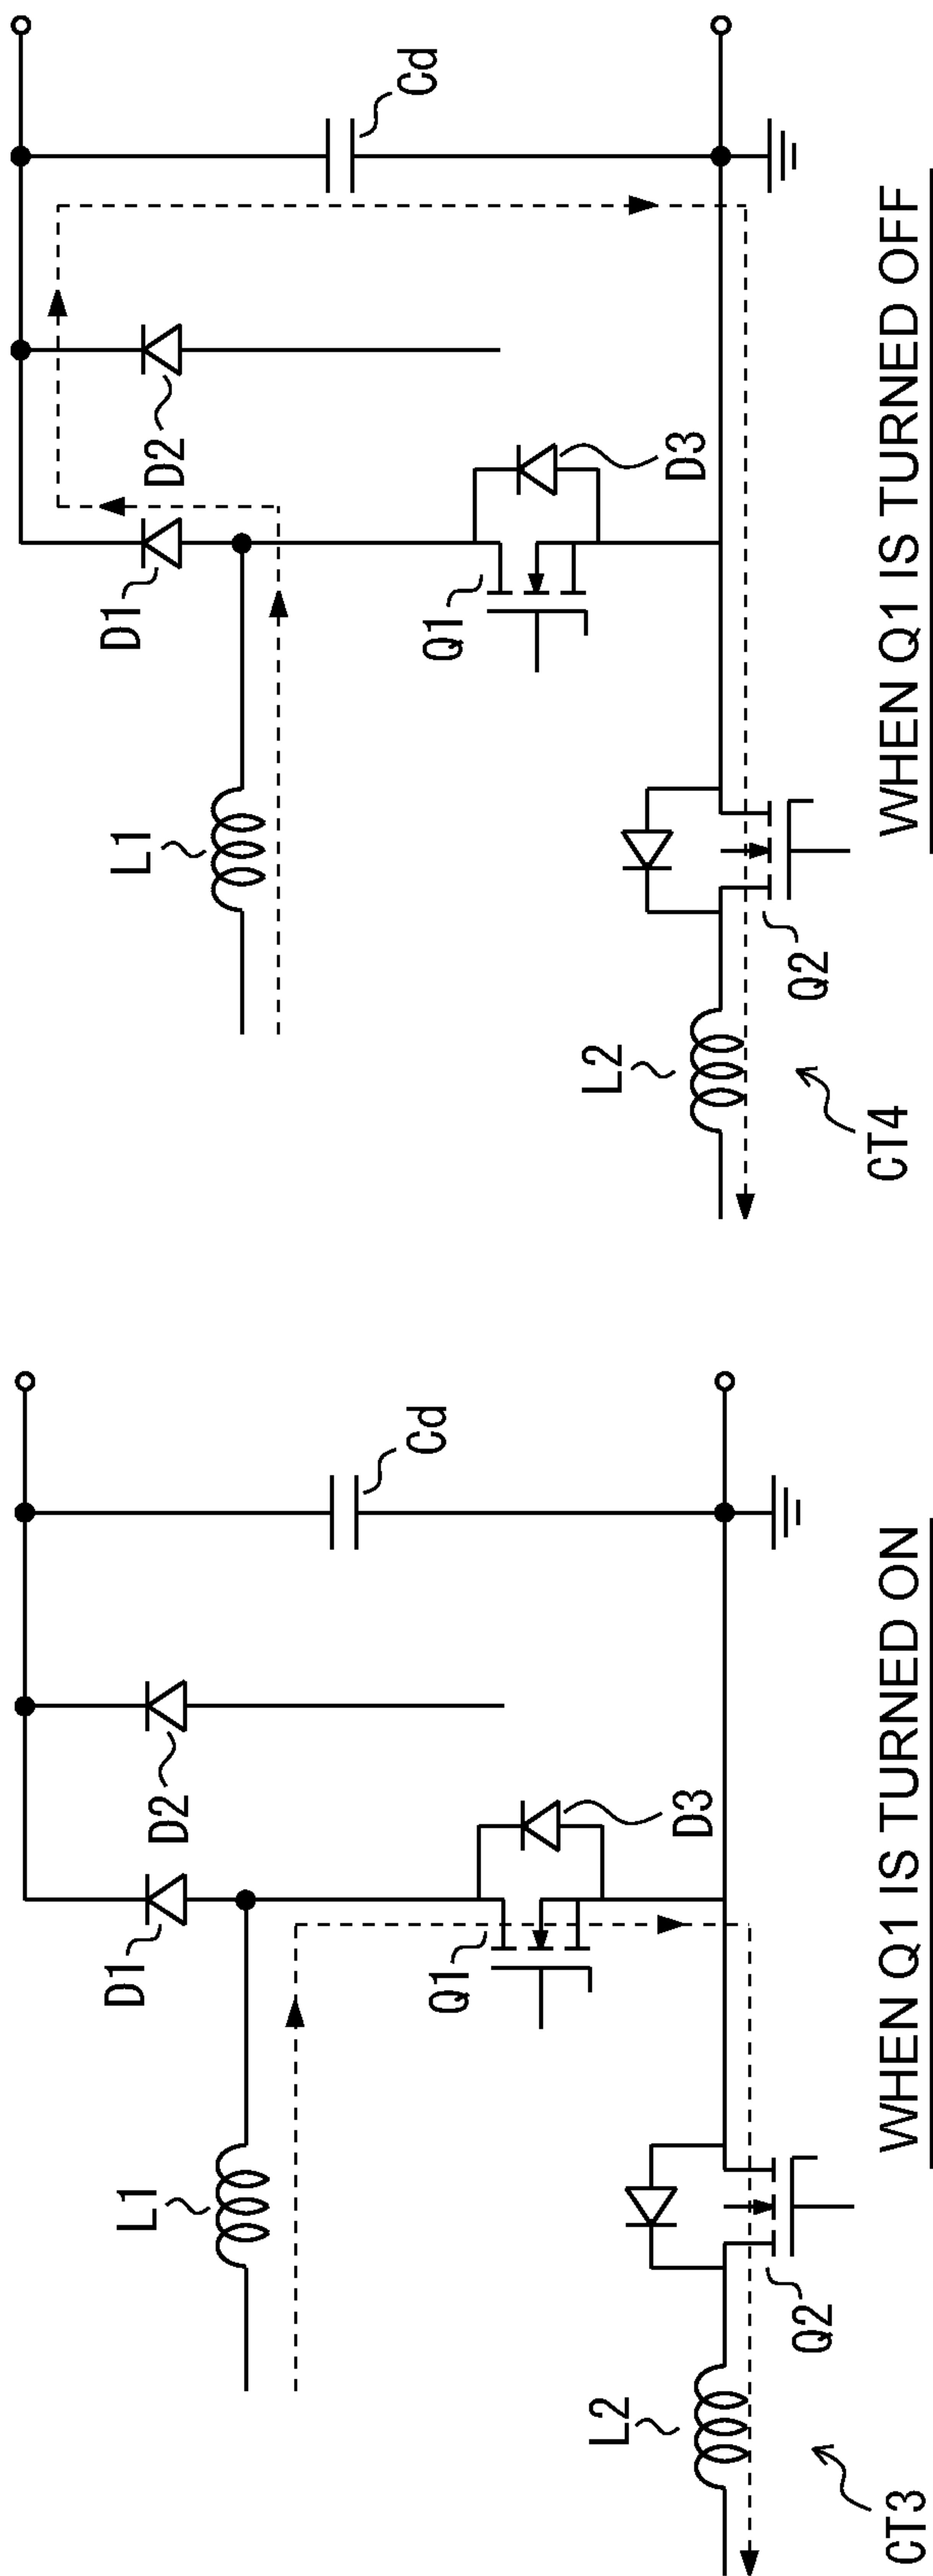 Cd
D2
D1
D3
Q1
L1
L2
Q2
CT3
WHEN Q1 IS TURNED ON
Cd
D2
D1
D3
Q1
L1
L2
Q2
CT4
WHEN Q1 IS TURNED OFF